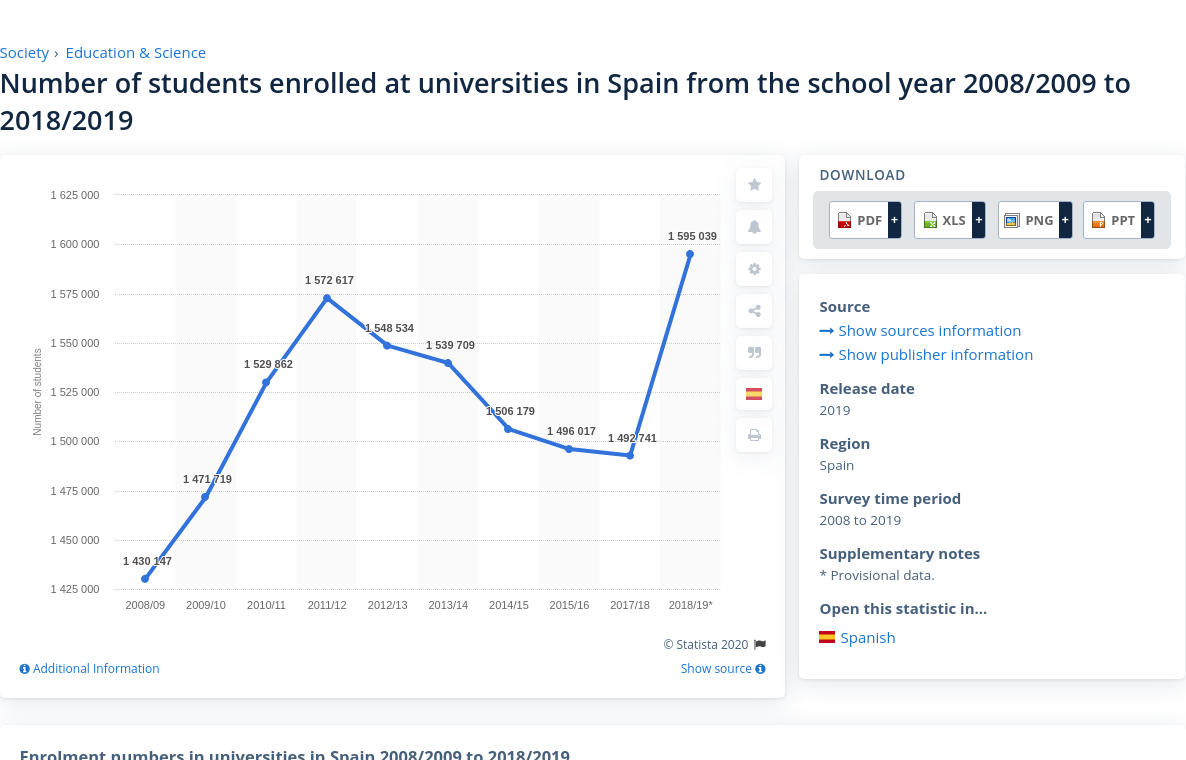 Society › Education & Science
Number of students enrolled at universities in Spain from the school year 2008/2009 to
2018/2019
1 625 000
1 600 000
1 575 000
1 550 000
1 525 000
1 500 000
1 475 000
1 450 000
1 425 000
Number of students
1 430 147
1 471 719
1 529 862
1 572 617
1 548 534
1 539 709
1 506 179
1 496 017
1 492 741
1 595 039
2008/09 2009/10 2010/11 2011/12 2012/13 2013/14 2014/15 2015/16 2017/18 2018/19*
© Statista 2020
Additional Information
Show source
DOWNLOAD
PDF + XLS + PNG + PPT +
Source
Show sources information
Show publisher information
Release date
2019
Region
Spain
Survey time period
2008 to 2019
Supplementary notes
* Provisional data.
Open this statistic in...
Spanish
Enrolment numbers in universities in Spain 2008/2009 to 2018/2019